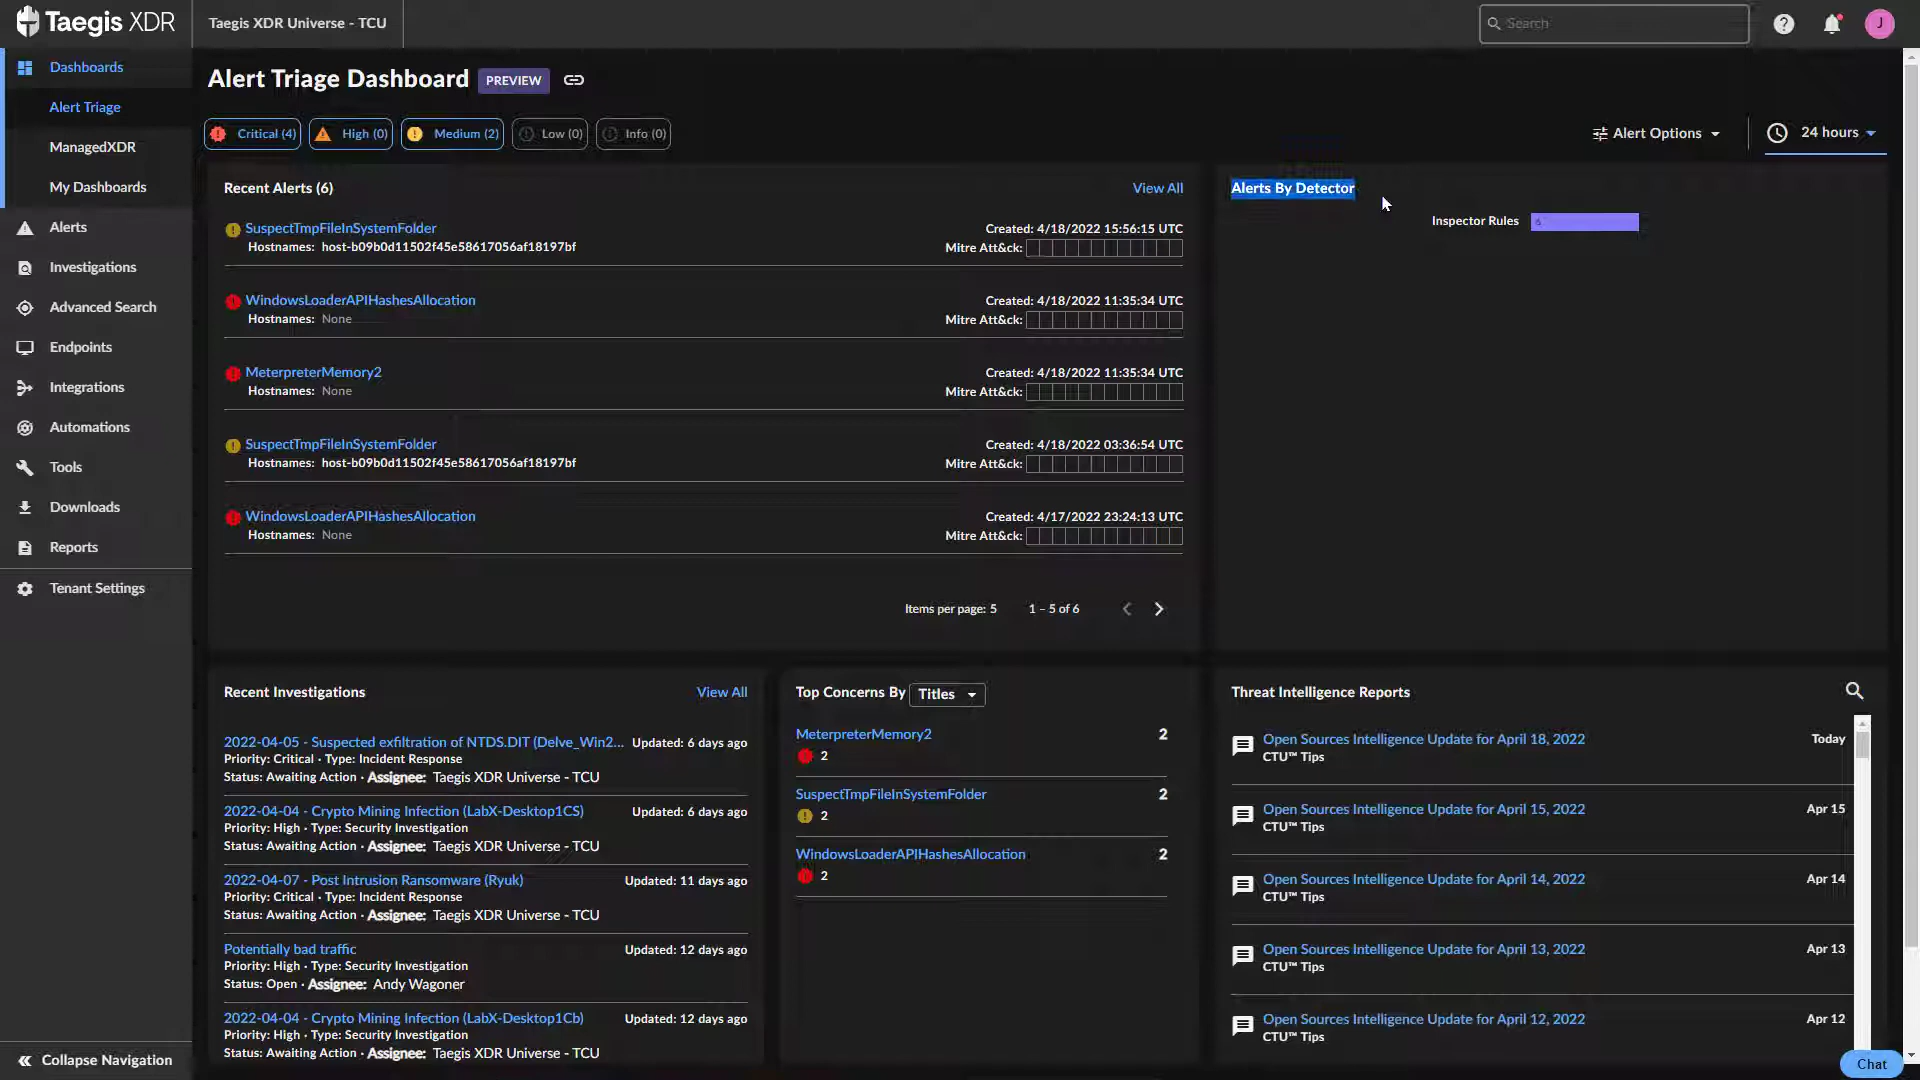 Taegis XDR
Taegis XDR Universe - TCU
Search
J
Dashboards
Alert Triage
ManagedXDR
My Dashboards
Alerts
Investigations
Advanced Search
Endpoints
Integrations
Automations
Tools
Downloads
Reports
Tenant Settings
Collapse Navigation
Alert Triage Dashboard PREVIEW
Critical (4) High (0) Medium (2) Low (0) Info (0)
Alert Options
24 hours
Recent Alerts (6) View All
SuspectTmpFileInSystemFolder Created: 4/18/2022 15:56:15 UTC
Hostnames: host-b09b0d11502f45e58617056af18197bf Mitre Att&ck:
WindowsLoaderAPIHashesAllocation Created: 4/18/2022 11:35:34 UTC
Hostnames: None Mitre Att&ck:
MeterpreterMemory2 Created: 4/18/2022 11:35:34 UTC
Hostnames: None Mitre Att&ck:
SuspectTmpFileInSystemFolder Created: 4/18/2022 03:36:54 UTC
Hostnames: host-b09b0d11502f45e58617056af18197bf Mitre Att&ck:
WindowsLoaderAPIHashesAllocation Created: 4/17/2022 23:24:13 UTC
Hostnames: None Mitre Att&ck:
Items per page: 5 1 – 5 of 6
Alerts By Detector
Inspector Rules 6
Recent Investigations View All
2022-04-05 - Suspected exfiltration of NTDS.DIT (Delve_Win2... Updated: 6 days ago
Priority: Critical · Type: Incident Response
Status: Awaiting Action · Assignee: Taegis XDR Universe - TCU
2022-04-04 - Crypto Mining Infection (LabX-Desktop1CS) Updated: 6 days ago
Priority: High · Type: Security Investigation
Status: Awaiting Action · Assignee: Taegis XDR Universe - TCU
2022-04-07 - Post Intrusion Ransomware (Ryuk) Updated: 11 days ago
Priority: Critical · Type: Incident Response
Status: Awaiting Action · Assignee: Taegis XDR Universe - TCU
Potentially bad traffic Updated: 12 days ago
Priority: High · Type: Security Investigation
Status: Open · Assignee: Andy Wagoner
2022-04-04 - Crypto Mining Infection (LabX-Desktop1Cb) Updated: 12 days ago
Priority: High · Type: Security Investigation
Status: Awaiting Action · Assignee: Taegis XDR Universe - TCU
Top Concerns By Titles
MeterpreterMemory2 2
2
SuspectTmpFileInSystemFolder 2
2
WindowsLoaderAPIHashesAllocation 2
2
Threat Intelligence Reports
Open Sources Intelligence Update for April 18, 2022 Today
CTU™ Tips
Open Sources Intelligence Update for April 15, 2022 Apr 15
CTU™ Tips
Open Sources Intelligence Update for April 14, 2022 Apr 14
CTU™ Tips
Open Sources Intelligence Update for April 13, 2022 Apr 13
CTU™ Tips
Open Sources Intelligence Update for April 12, 2022 Apr 12
CTU™ Tips
Chat